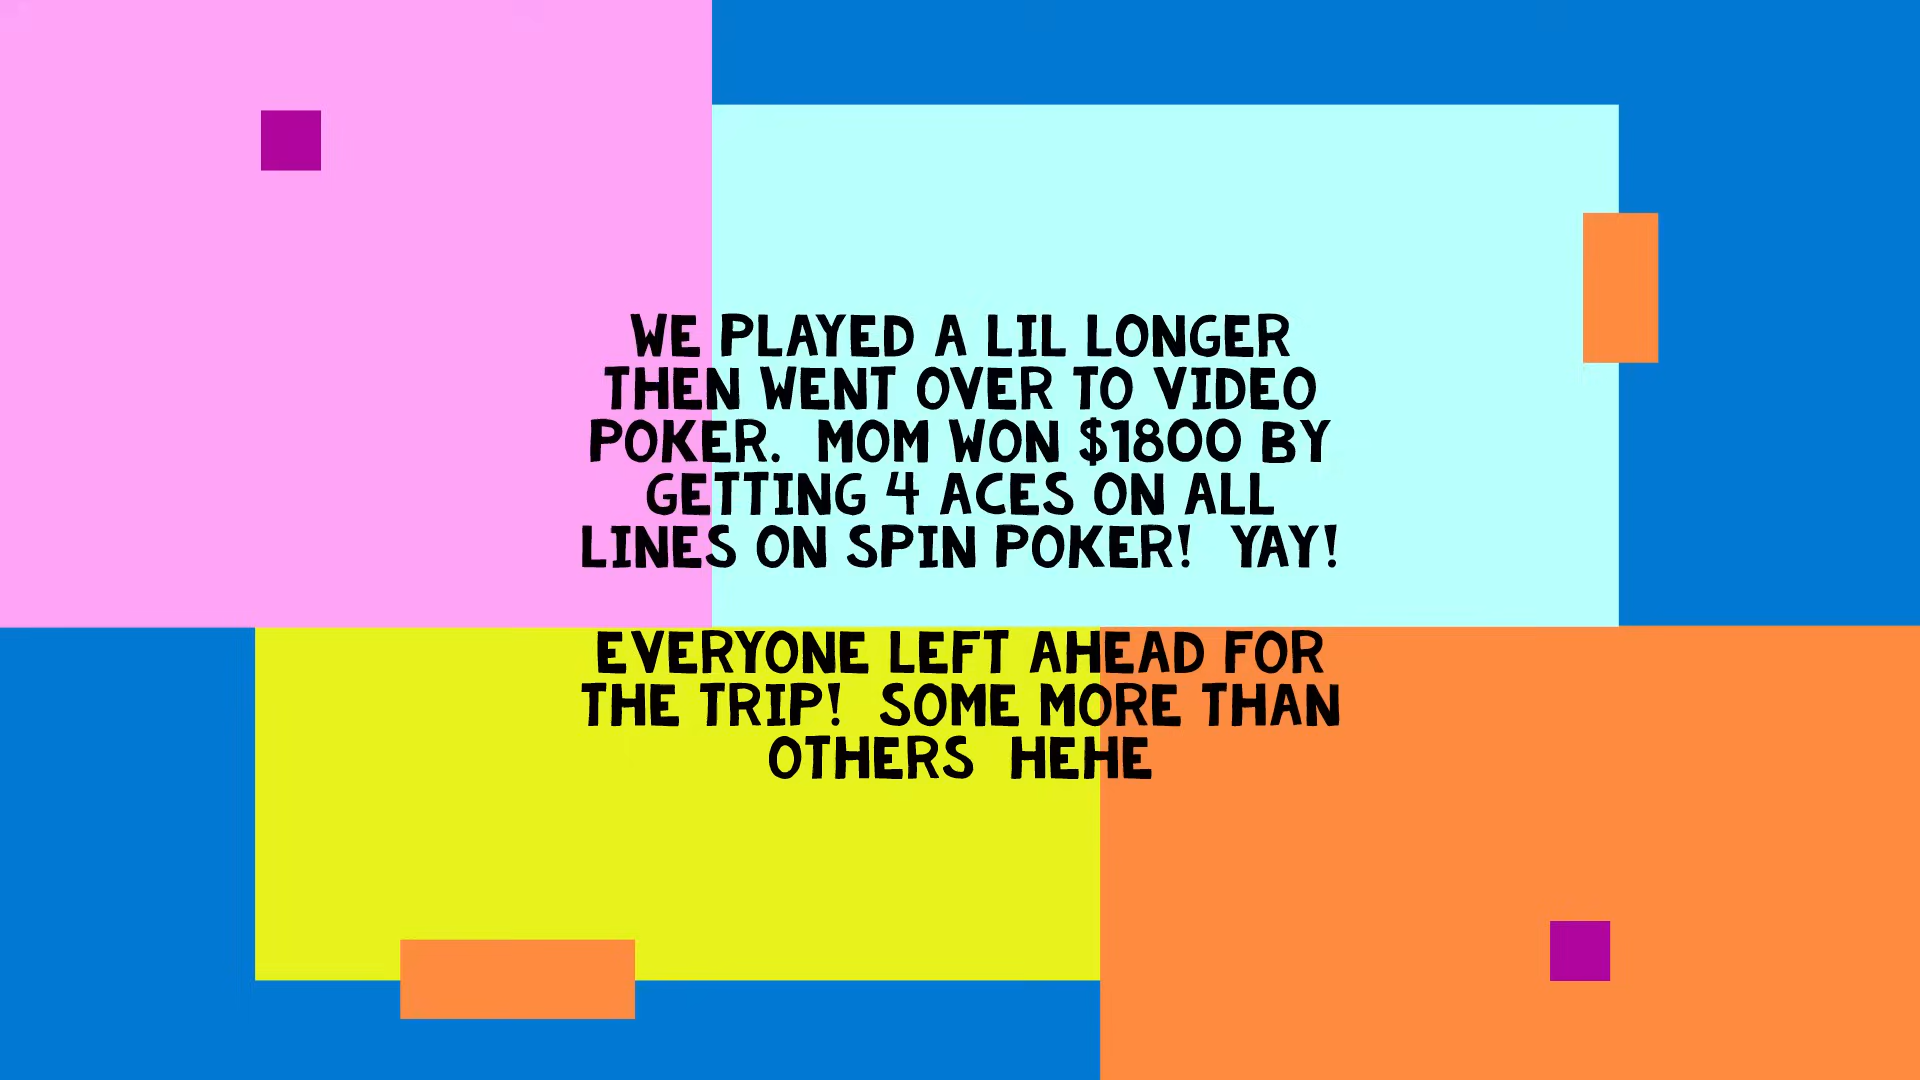 WE PLAYED A LIL LONGER
THEN WENT OVER TO VIDEO
POKER.  MOM WON $1800 BY
GETTING 4 ACES ON ALL
LINES ON SPIN POKER!  YAY!
EVERYONE LEFT AHEAD FOR
THE TRIP!  SOME MORE THAN
OTHERS  HEHE